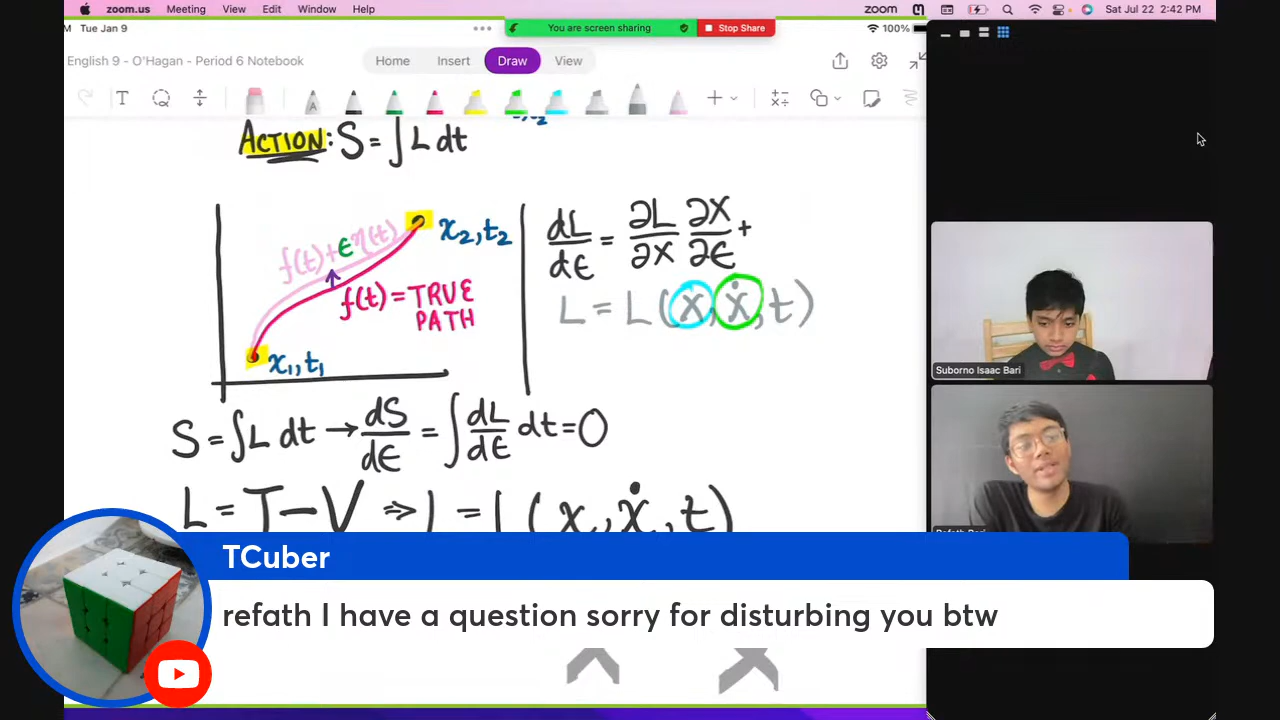 zoom.us Meeting View Edit Window Help
zoom
Sat Jul 22 2:42 PM
Tue Jan 9
You are screen sharing
Stop Share
100%
English 9 - O'Hagan - Period 6 Notebook
Home Insert Draw View
T
A
ACTION: S = ∫ L dt
f(t)+εη(t)
x₂,t₂
f(t) = TRUE
PATH
x₁,t₁
dL/dε = ∂L/∂x ∂x/∂ε +
L = L(x,ẋ,t)
S = ∫L dt → dS/dε = ∫ dL/dε dt = 0
L = T − V ⇒ L = L(x,ẋ,t)
Suborno Isaac Bari
Refath Bari
TCuber
refath I have a question sorry for disturbing you btw